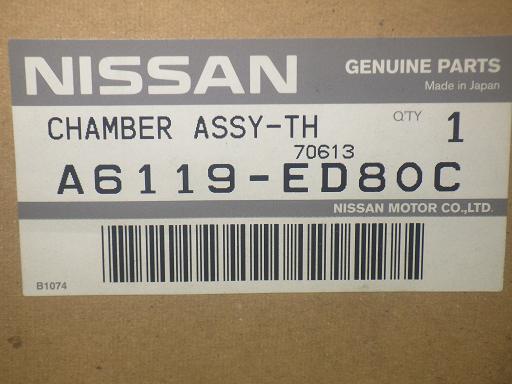 NISSAN GENUINE PARTS
Made in Japan
CHAMBER ASSY-TH Q'TY 1
70613
A6119-ED80C
NISSAN MOTOR CO.,LTD.
B1074